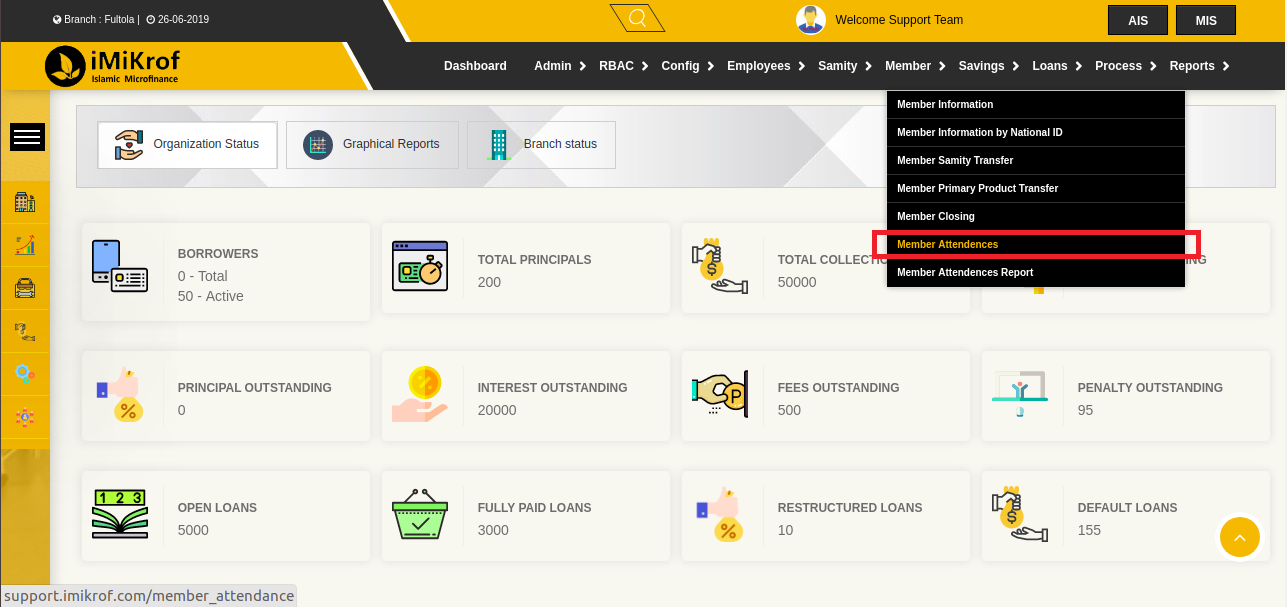 Branch : Fultola | 26-06-2019
Welcome Support Team
AIS
MIS
iMiKrof
Islamic Microfinance
Dashboard Admin RBAC Config Employees Samity Member Savings Loans Process Reports
Member Information
Member Information by National ID
Member Samity Transfer
Member Primary Product Transfer
Member Closing
Member Attendences
Member Attendences Report
Organization Status
Graphical Reports
Branch status
BORROWERS
0 - Total
50 - Active
TOTAL PRINCIPALS
200
TOTAL
50000
PRINCIPAL OUTSTANDING
0
INTEREST OUTSTANDING
20000
FEES OUTSTANDING
500
PENALTY OUTSTANDING
95
1 2 3
OPEN LOANS
5000
FULLY PAID LOANS
3000
RESTRUCTURED LOANS
10
DEFAULT LOANS
155
support.imikrof.com/member_attendance